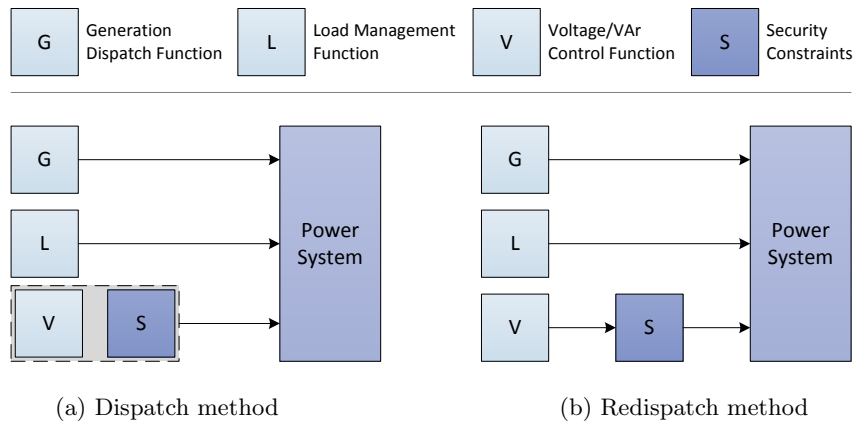 G
Generation
Dispatch Function
L
Load Management
Function
V
Voltage/VAr
Control Function
S
Security
Constraints
G
L
V
S
Power
System
G
L
V
S
Power
System
(a) Dispatch method
(b) Redispatch method